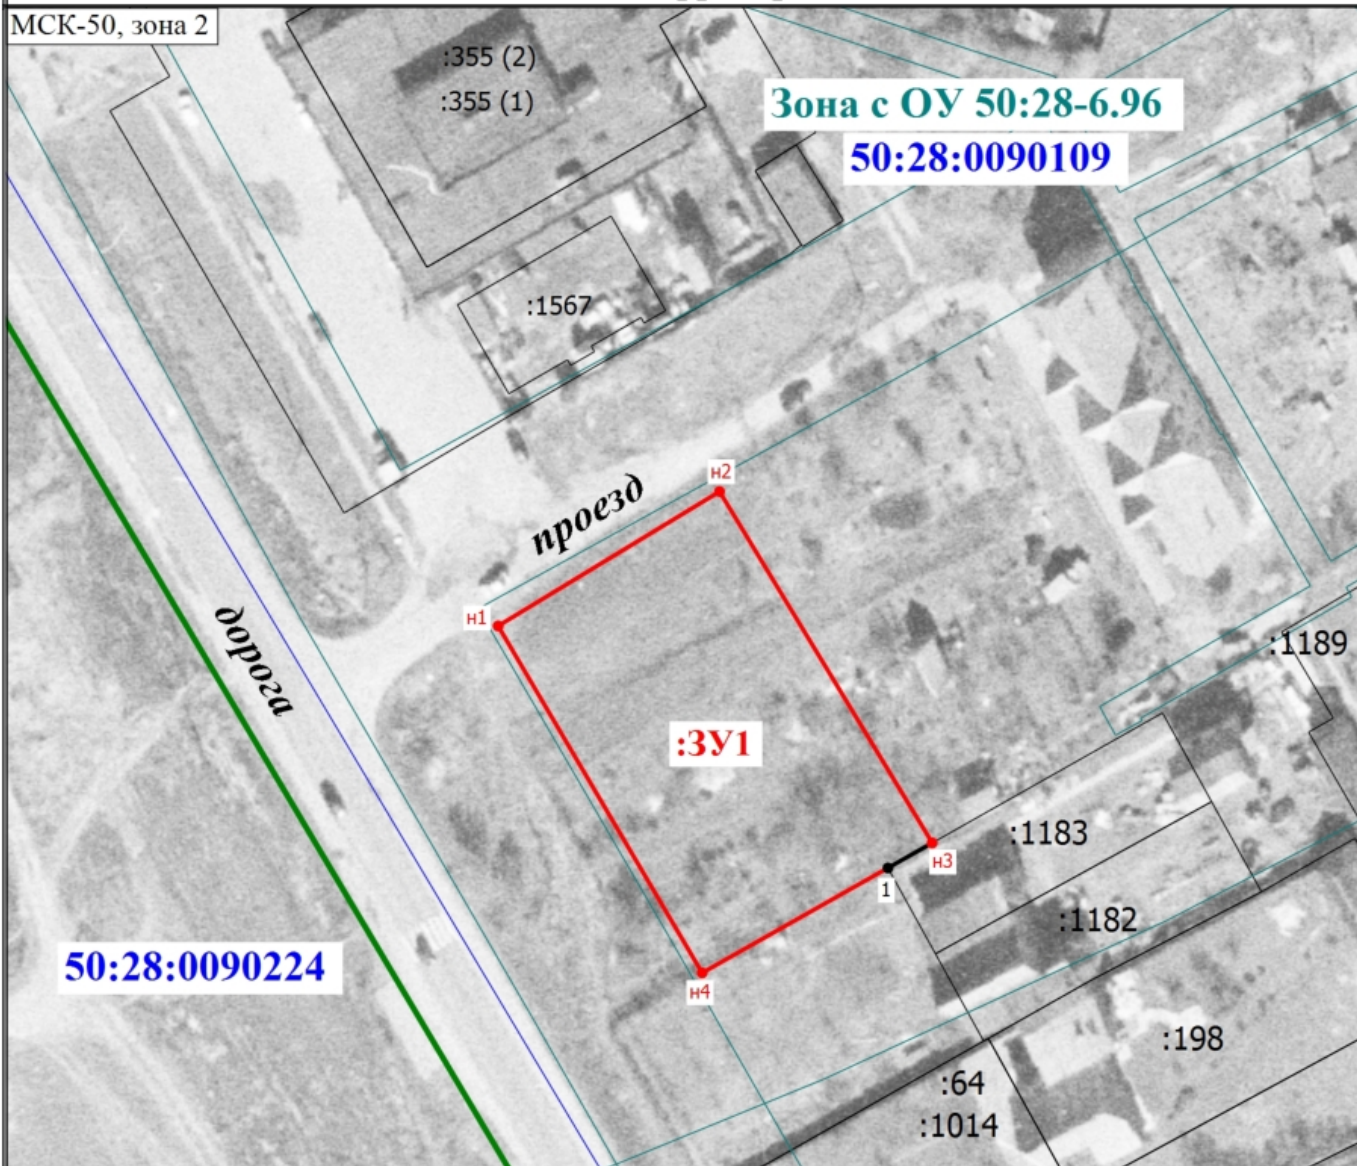 МСК-50, зона 2
:355 (2)
:355 (1)
Зона с ОУ 50:28-6.96
50:28:0090109
:1567
н2
проезд
н1
дорога
:1189
:ЗУ1
:1183
н3
1
:1182
50:28:0090224
н4
:198
:64
:1014